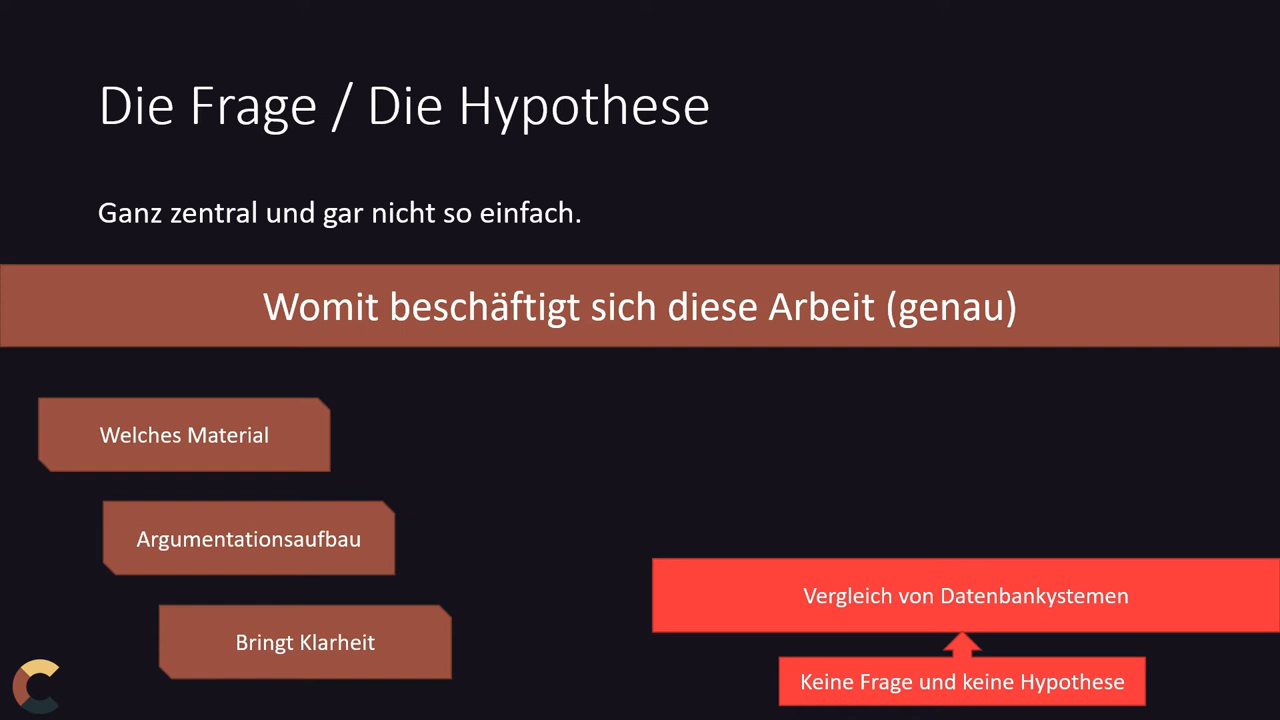 Die Frage / Die Hypothese
Ganz zentral und gar nicht so einfach.
Womit beschäftigt sich diese Arbeit (genau)
Welches Material
Argumentationsaufbau
Bringt Klarheit
Vergleich von Datenbankystemen
Keine Frage und keine Hypothese